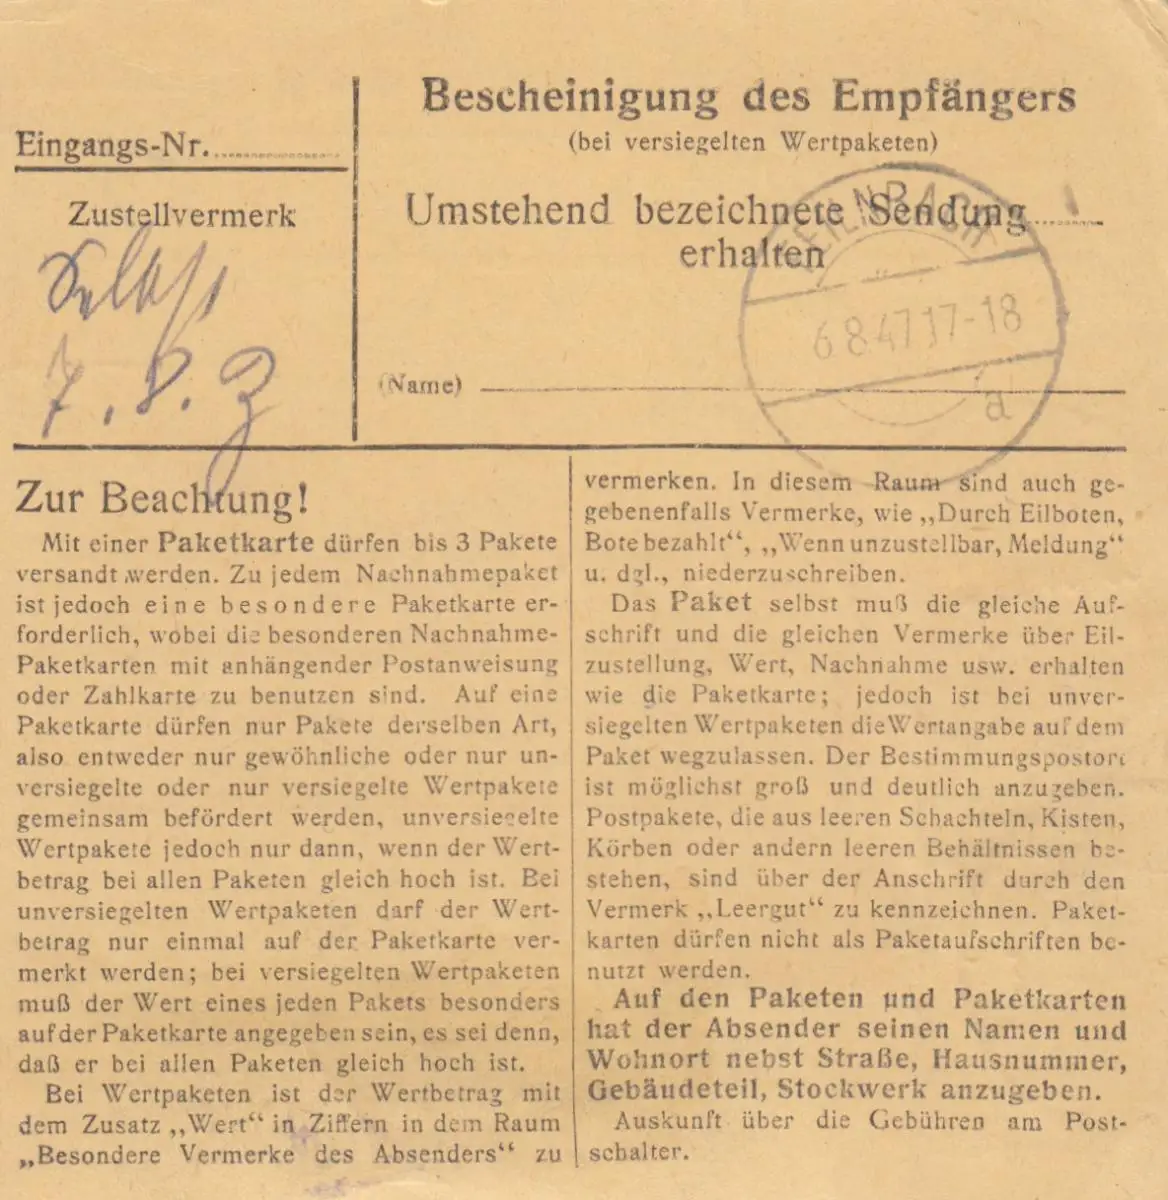 Eingangs-Nr.
Zustellvermerk
7. 8. 
Bescheinigung des Empfängers
(bei versiegelten Wertpaketen)
Umstehend bezeichnete Sendung
erhalten
(Name)
6 8 47 17-18
a
Zur Beachtung!
Mit einer Paketkarte dürfen bis 3 Pakete
versandt werden. Zu jedem Nachnahmepaket
ist jedoch eine besondere Paketkarte er-
forderlich, wobei die besonderen Nachnahme-
Paketkarten mit anhängender Postanweisung
oder Zahlkarte zu benutzen sind. Auf eine
Paketkarte dürfen nur Pakete derselben Art,
also entweder nur gewöhnliche oder nur un-
versiegelte oder nur versiegelte Wertpakete
gemeinsam befördert werden, unversiegelte
Wertpakete jedoch nur dann, wenn der Wert-
betrag bei allen Paketen gleich hoch ist. Bei
unversiegelten Wertpaketen darf der Wert-
betrag nur einmal auf der Paketkarte ver-
merkt werden; bei versiegelten Wertpaketen
muß der Wert eines jeden Pakets besonders
auf der Paketkarte angegeben sein, es sei denn,
daß er bei allen Paketen gleich hoch ist.
Bei Wertpaketen ist der Wertbetrag mit
dem Zusatz „Wert“ in Ziffern in dem Raum
„Besondere Vermerke des Absenders“ zu
vermerken. In diesem Raum sind auch ge-
gebenenfalls Vermerke, wie „Durch Eilboten,
Bote bezahlt“, „Wenn unzustellbar, Meldung“
u. dgl., niederzuschreiben.
Das Paket selbst muß die gleiche Auf-
schrift und die gleichen Vermerke über Eil-
zustellung, Wert, Nachnahme usw. erhalten
wie die Paketkarte; jedoch ist bei unver-
siegelten Wertpaketen die Wertangabe auf dem
Paket wegzulassen. Der Bestimmungspostort
ist möglichst groß und deutlich anzugeben.
Postpakete, die aus leeren Schachteln, Kisten,
Körben oder andern leeren Behältnissen be-
stehen, sind über der Anschrift durch den
Vermerk „Leergut“ zu kennzeichnen. Paket-
karten dürfen nicht als Paketaufschriften be-
nutzt werden.
Auf den Paketen und Paketkarten
hat der Absender seinen Namen und
Wohnort nebst Straße, Hausnummer,
Gebäudeteil, Stockwerk anzugeben.
Auskunft über die Gebühren am Post-
schalter.